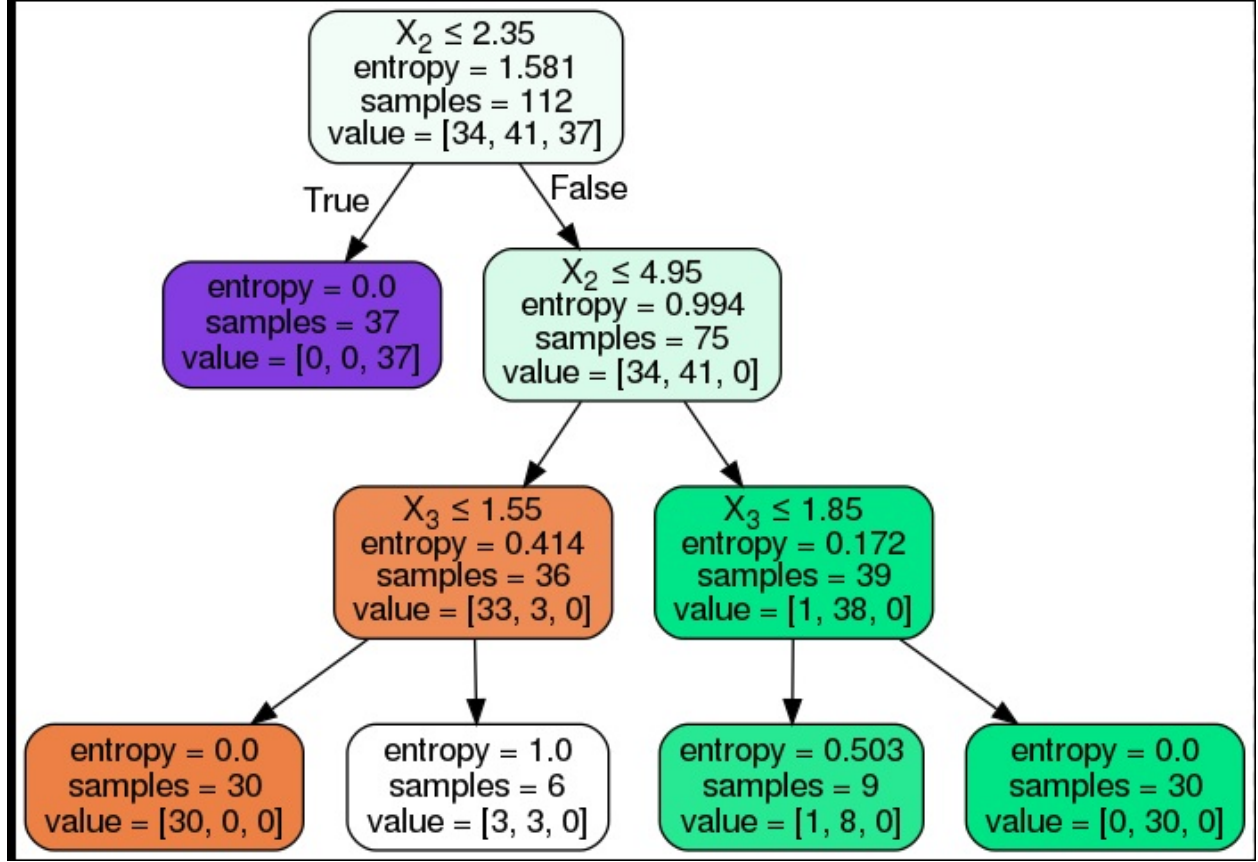 X₂ ≤ 2.35
entropy = 1.581
samples = 112
value = [34, 41, 37]
True
False
entropy = 0.0
samples = 37
value = [0, 0, 37]
X₂ ≤ 4.95
entropy = 0.994
samples = 75
value = [34, 41, 0]
X₃ ≤ 1.55
entropy = 0.414
samples = 36
value = [33, 3, 0]
X₃ ≤ 1.85
entropy = 0.172
samples = 39
value = [1, 38, 0]
entropy = 0.0
samples = 30
value = [30, 0, 0]
entropy = 1.0
samples = 6
value = [3, 3, 0]
entropy = 0.503
samples = 9
value = [1, 8, 0]
entropy = 0.0
samples = 30
value = [0, 30, 0]